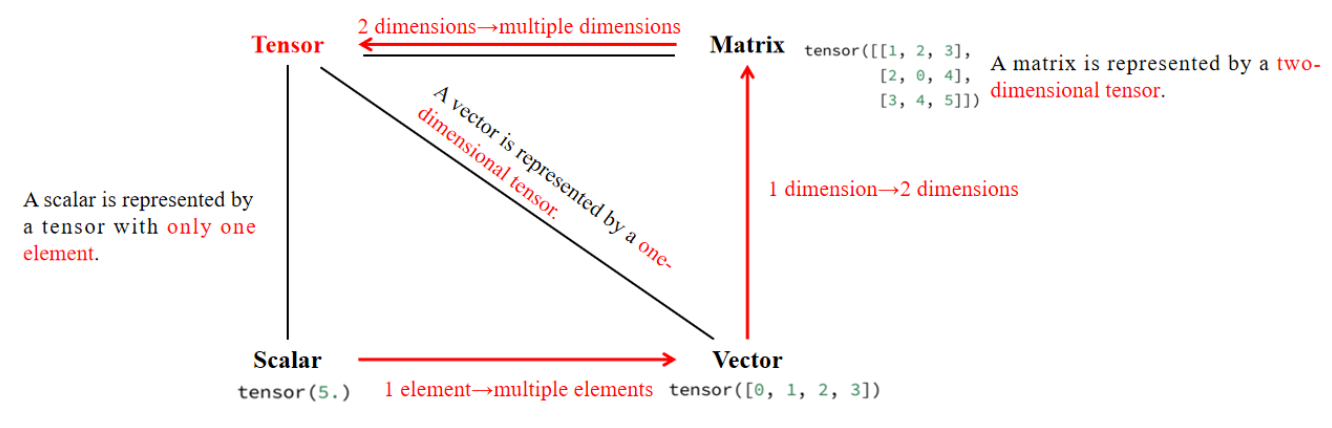 2 dimensions→multiple dimensions
Tensor
Matrix
tensor([[1, 2, 3],
[2, 0, 4],
[3, 4, 5]])
A matrix is represented by a two-
dimensional tensor.
A vector is represented by a one-
dimensional tensor.
1 dimension→2 dimensions
A scalar is represented by
a tensor with only one
element.
Scalar
Vector
tensor(5.)
1 element→multiple elements
tensor([0, 1, 2, 3])